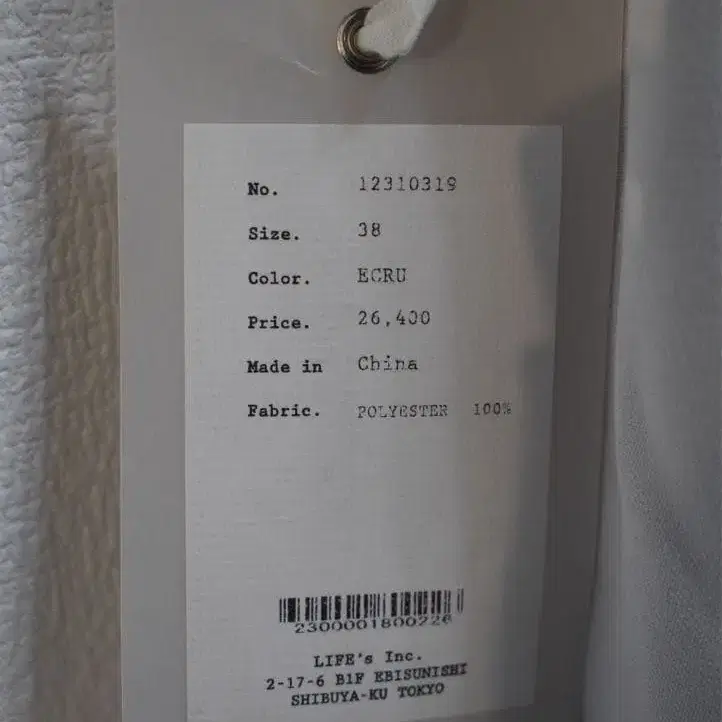 No. 12310319
Size. 38
Color. ECRU
Price. 26,400
Made in China
Fabric. POLYESTER 100%
2300001800226
LIFE's Inc.
2-17-6 B1F EBISUNISHI
SHIBUYA-KU TOKYO